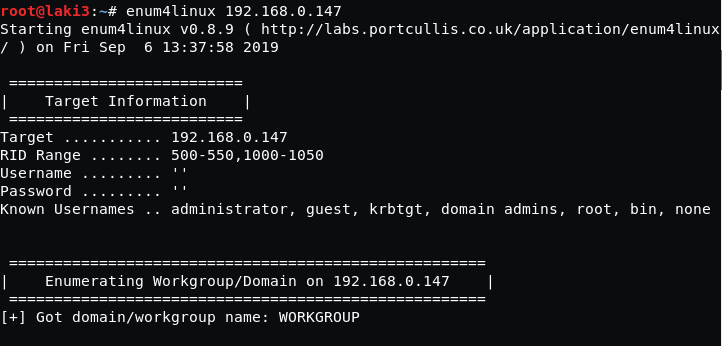 root@laki3:~# enum4linux 192.168.0.147
Starting enum4linux v0.8.9 ( http://labs.portcullis.co.uk/application/enum4linux
/ ) on Fri Sep  6 13:37:58 2019
 ==========================
|    Target Information    |
 ==========================
Target ........... 192.168.0.147
RID Range ........ 500-550,1000-1050
Username ......... ''
Password ......... ''
Known Usernames .. administrator, guest, krbtgt, domain admins, root, bin, none
 =====================================================
|    Enumerating Workgroup/Domain on 192.168.0.147    |
 =====================================================
[+] Got domain/workgroup name: WORKGROUP